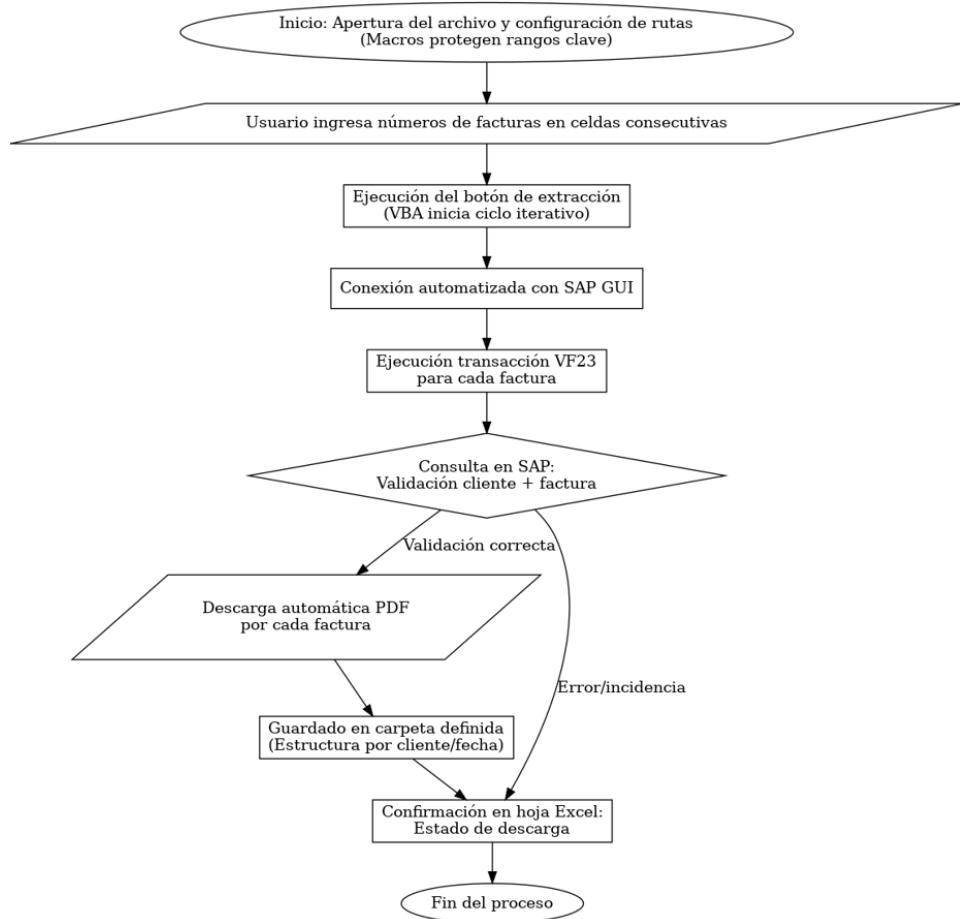 Inicio: Apertura del archivo y configuración de rutas
(Macros protegen rangos clave)
Usuario ingresa números de facturas en celdas consecutivas
Ejecución del botón de extracción
(VBA inicia ciclo iterativo)
Conexión automatizada con SAP GUI
Ejecución transacción VF23
para cada factura
Consulta en SAP:
Validación cliente + factura
Validación correcta
Descarga automática PDF
por cada factura
Error/incidencia
Guardado en carpeta definida
(Estructura por cliente/fecha)
Confirmación en hoja Excel:
Estado de descarga
Fin del proceso